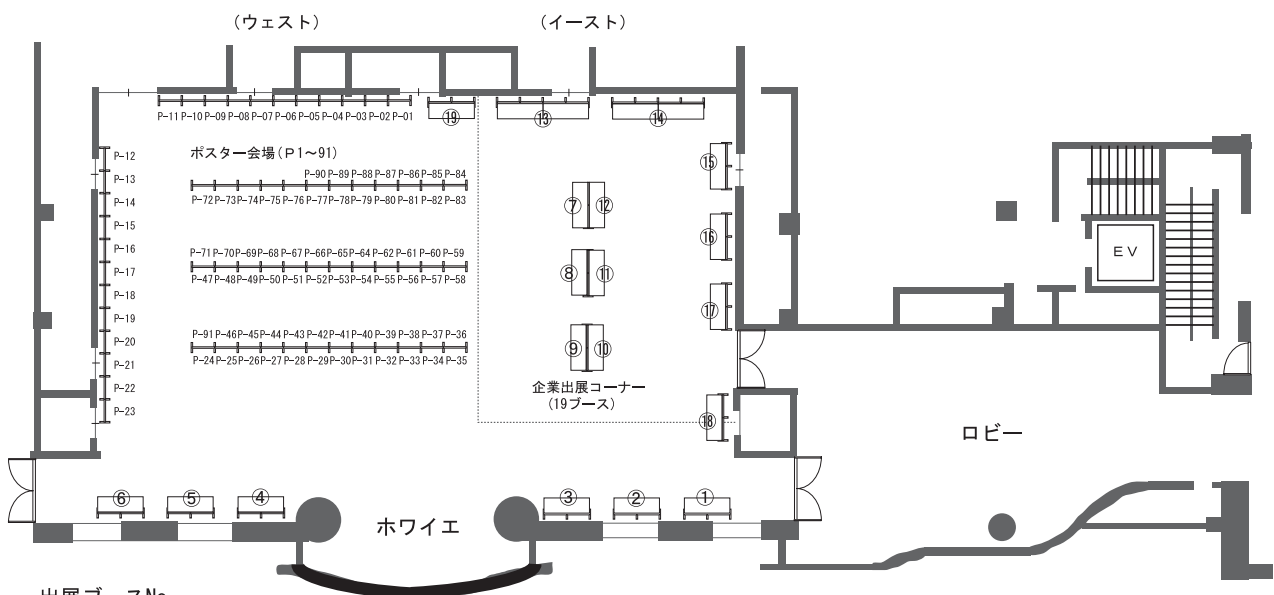 (ウェスト)
(イースト)
P-11 P-10 P-09 P-08 P-07 P-06 P-05 P-04 P-03 P-02 P-01
⑲
⑬
⑭
P-12
P-13
P-14
P-15
P-16
P-17
P-18
P-19
P-20
P-21
P-22
P-23
ポスター会場(P1〜91)
P-90 P-89 P-88 P-87 P-86 P-85 P-84
P-72 P-73 P-74 P-75 P-76 P-77 P-78 P-79 P-80 P-81 P-82 P-83
P-71 P-70 P-69 P-68 P-67 P-66 P-65 P-64 P-62 P-61 P-60 P-59
P-47 P-48 P-49 P-50 P-51 P-52 P-53 P-54 P-55 P-56 P-57 P-58
P-91 P-46 P-45 P-44 P-43 P-42 P-41 P-40 P-39 P-38 P-37 P-36
P-24 P-25 P-26 P-27 P-28 P-29 P-30 P-31 P-32 P-33 P-34 P-35
⑦ ⑫
⑧ ⑪
⑨ ⑩
企業出展コーナー
(19ブース)
⑮
⑯
⑰
⑱
EV
ロビー
⑥ ⑤ ④
ホワイエ
③ ② ①
出展ブースNo